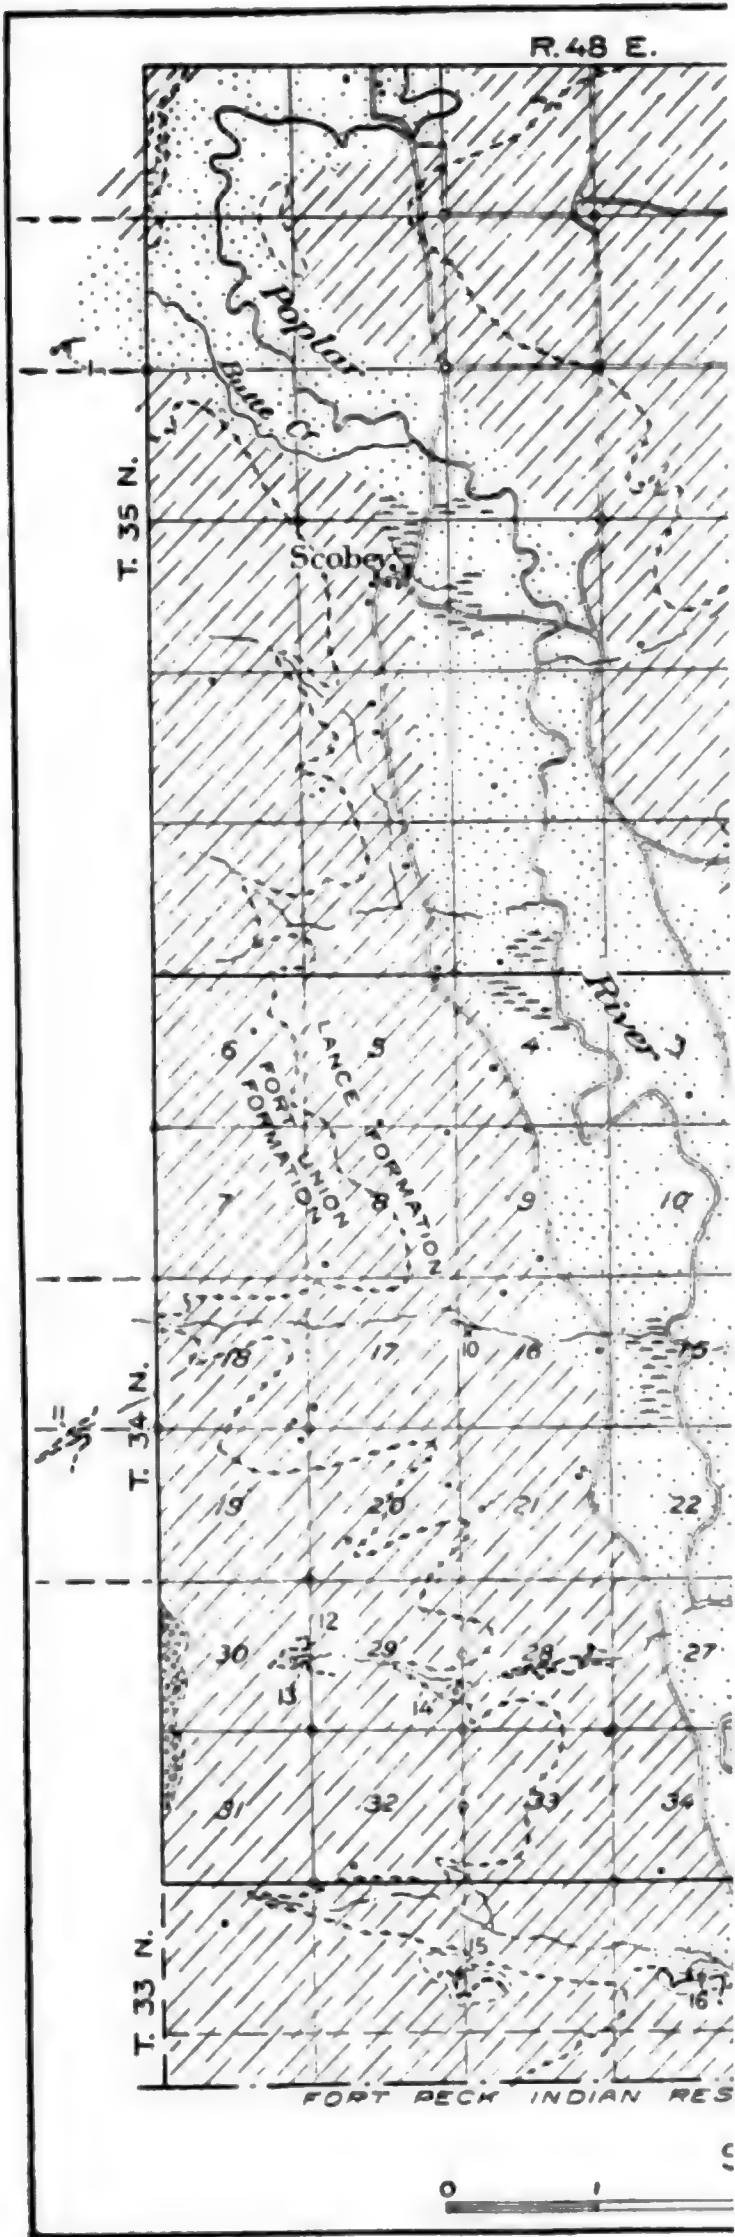 R. 48 E.
Poplar
Butte Cr
T. 35 N.
Scobey
River
6
5
4
3
LANCE FORMATION
FORT UNION
FORMATION
7
8
9
10
18
17
10
16
15
11
T. 34 N.
19
20
21
22
12
30
29
28
27
13
14
31
32
33
34
15
16
T. 33 N.
FORT PECK INDIAN RES
0 1